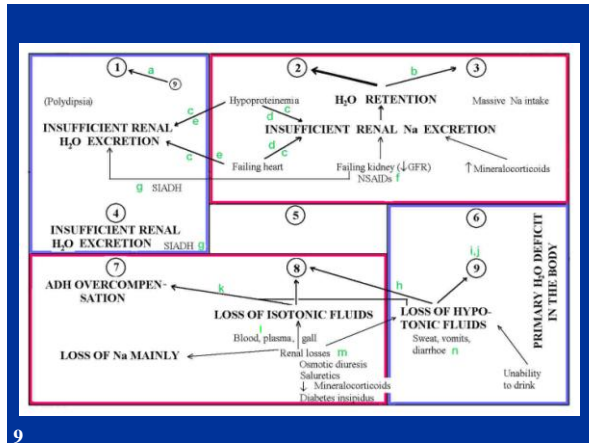 1
a
9
(Polydipsia)
INSUFFICIENT RENAL
H₂O EXCRETION
c
e
e
c
g SIADH
2
b
3
H₂O RETENTION
Massive Na intake
Hypoproteinemia
c
d
INSUFFICIENT RENAL Na EXCRETION
d
c
Failing heart
Failing kidney (↓GFR)
NSAIDs f
↑ Mineralocorticoids
4
INSUFFICIENT RENAL
H₂O EXCRETION SIADH g
5
6
i,j
9
h
LOSS OF HYPO-
TONIC FLUIDS
Sweat, vomits,
diarrhoe n
Unability
to drink
PRIMARY H₂O DEFICIT
IN THE BODY
7
ADH OVERCOMPEN-
SATION
k
8
LOSS OF ISOTONIC FLUIDS
l
Blood, plasma, gall
LOSS OF Na MAINLY
Renal losses m
Osmotic diuresis
Saluretics
↓ Mineralocorticoids
Diabetes insipidus
9